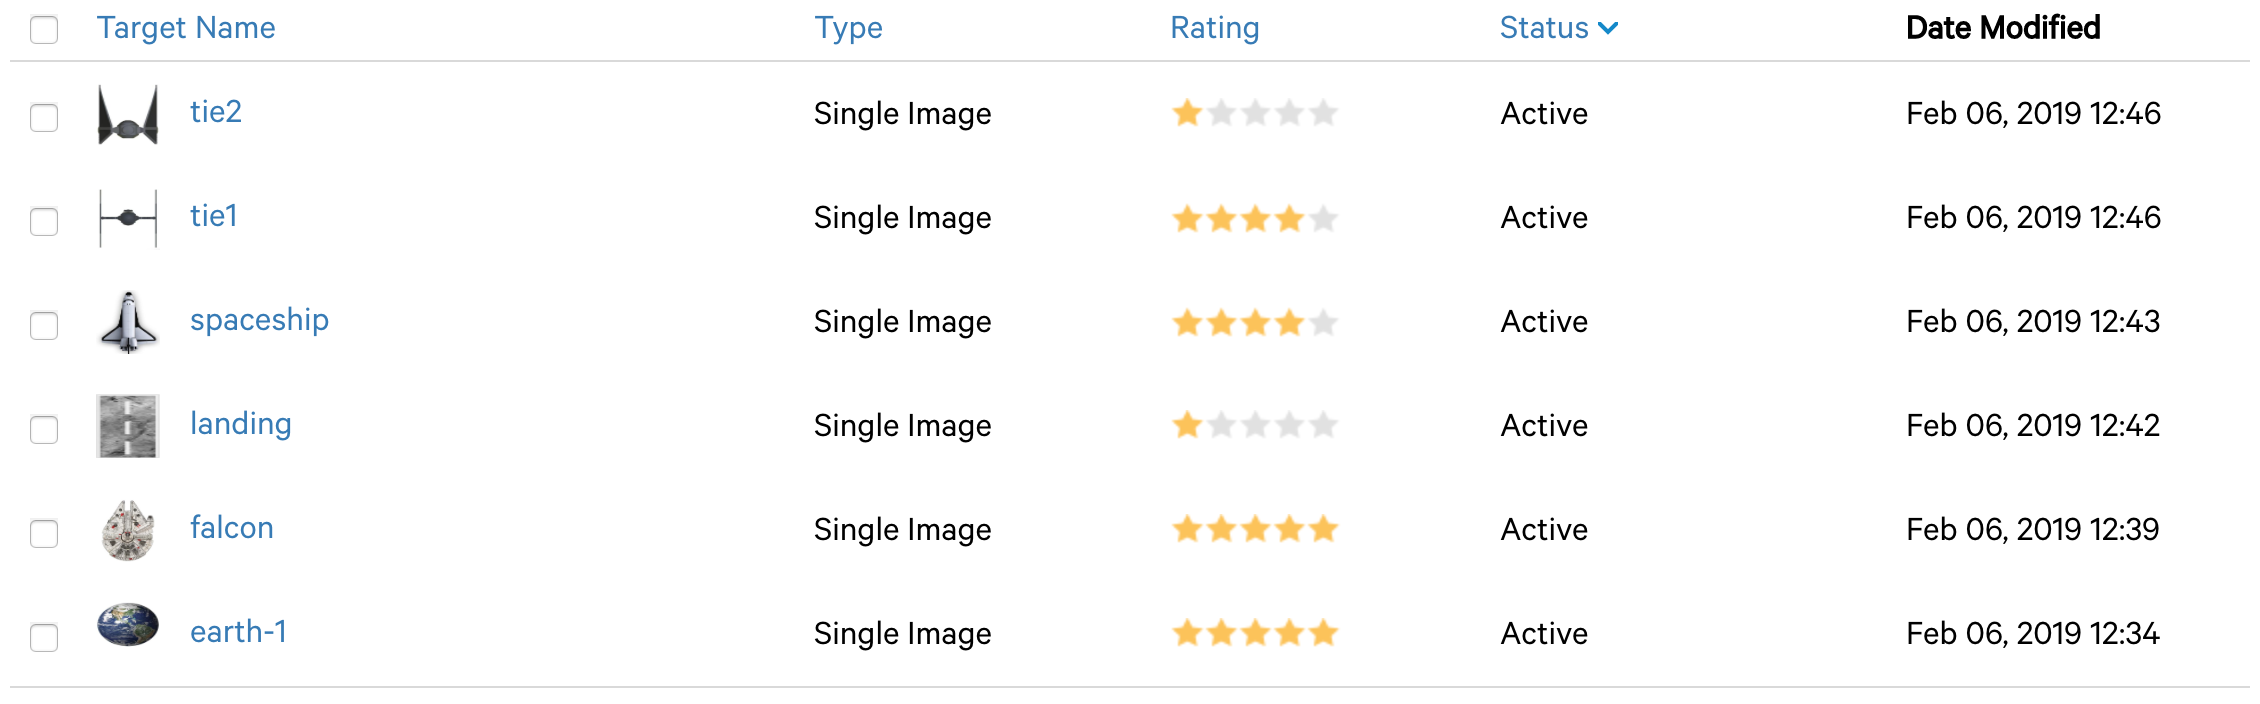 Target Name Type Rating Status Date Modified
tie2 Single Image Active Feb 06, 2019 12:46
tie1 Single Image Active Feb 06, 2019 12:46
spaceship Single Image Active Feb 06, 2019 12:43
landing Single Image Active Feb 06, 2019 12:42
falcon Single Image Active Feb 06, 2019 12:39
earth-1 Single Image Active Feb 06, 2019 12:34